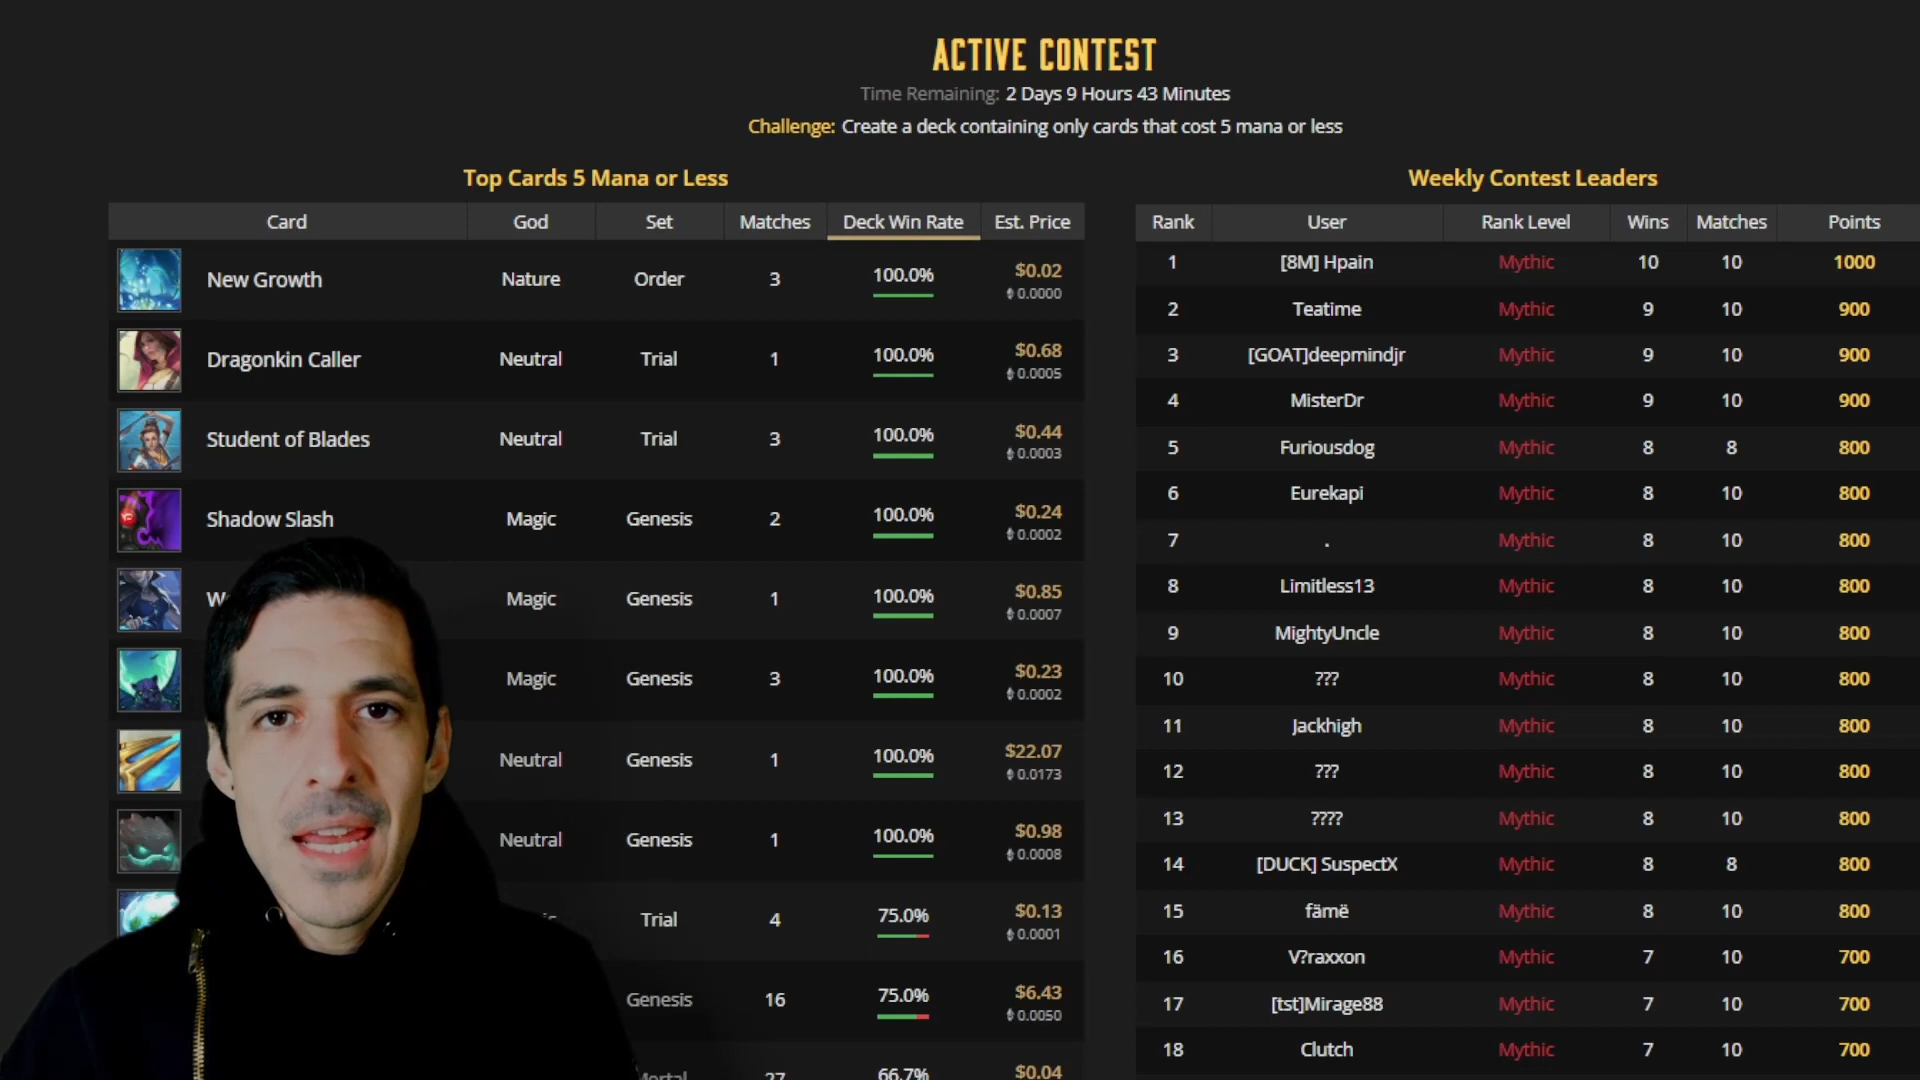 ACTIVE CONTEST
Time Remaining: 2 Days 9 Hours 43 Minutes
Challenge: Create a deck containing only cards that cost 5 mana or less
Top Cards 5 Mana or Less
Card God Set Matches Deck Win Rate Est. Price
New Growth Nature Order 3 100.0% $0.02
0.0000
Dragonkin Caller Neutral Trial 1 100.0% $0.68
0.0005
Student of Blades Neutral Trial 3 100.0% $0.44
0.0003
Shadow Slash Magic Genesis 2 100.0% $0.24
0.0002
Magic Genesis 1 100.0% $0.85
0.0007
Magic Genesis 3 100.0% $0.23
0.0002
Neutral Genesis 1 100.0% $22.07
0.0173
Neutral Genesis 1 100.0% $0.98
0.0008
Trial 4 75.0% $0.13
0.0001
Genesis 16 75.0% $6.43
0.0050
27 66.7% $0.04
Weekly Contest Leaders
Rank User Rank Level Wins Matches Points
1 [8M] Hpain Mythic 10 10 1000
2 Teatime Mythic 9 10 900
3 [GOAT]deepmindjr Mythic 9 10 900
4 MisterDr Mythic 9 10 900
5 Furiousdog Mythic 8 8 800
6 Eurekapi Mythic 8 10 800
7 . Mythic 8 10 800
8 Limitless13 Mythic 8 10 800
9 MightyUncle Mythic 8 10 800
10 ??? Mythic 8 10 800
11 Jackhigh Mythic 8 10 800
12 ??? Mythic 8 10 800
13 ???? Mythic 8 10 800
14 [DUCK] SuspectX Mythic 8 8 800
15 fämë Mythic 8 10 800
16 V?raxxon Mythic 7 10 700
17 [tst]Mirage88 Mythic 7 10 700
18 Clutch Mythic 7 10 700